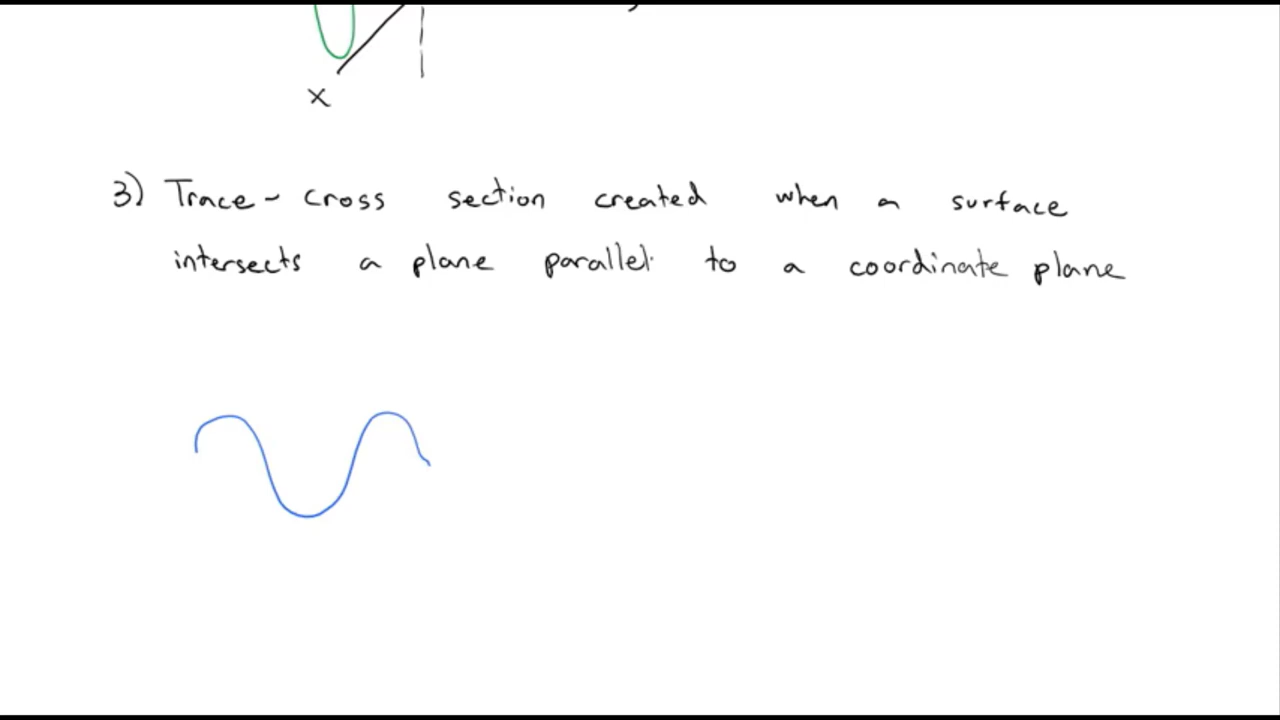 x
3) Trace - cross section created when a surface
intersects a plane parallel to a coordinate plane